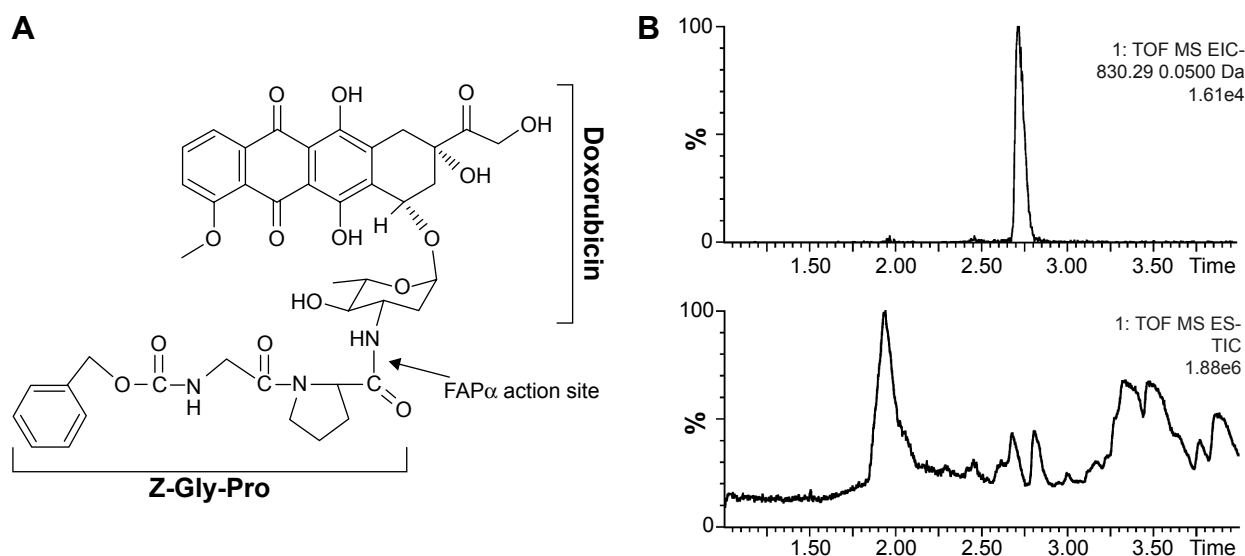 A
O
OH
O
OH
OH
O
O
OH
H
O
O
HO
HN
O
O
O
C
N
H
C
N
C
O
FAPα action site
Doxorubicin
Z-Gly-Pro
B
100
%
0
1.50
2.00
2.50
3.00
3.50
Time
1: TOF MS EIC-
830.29 0.0500 Da
1.61e4
100
%
0
1.50
2.00
2.50
3.00
3.50
Time
1: TOF MS ES-
TIC
1.88e6